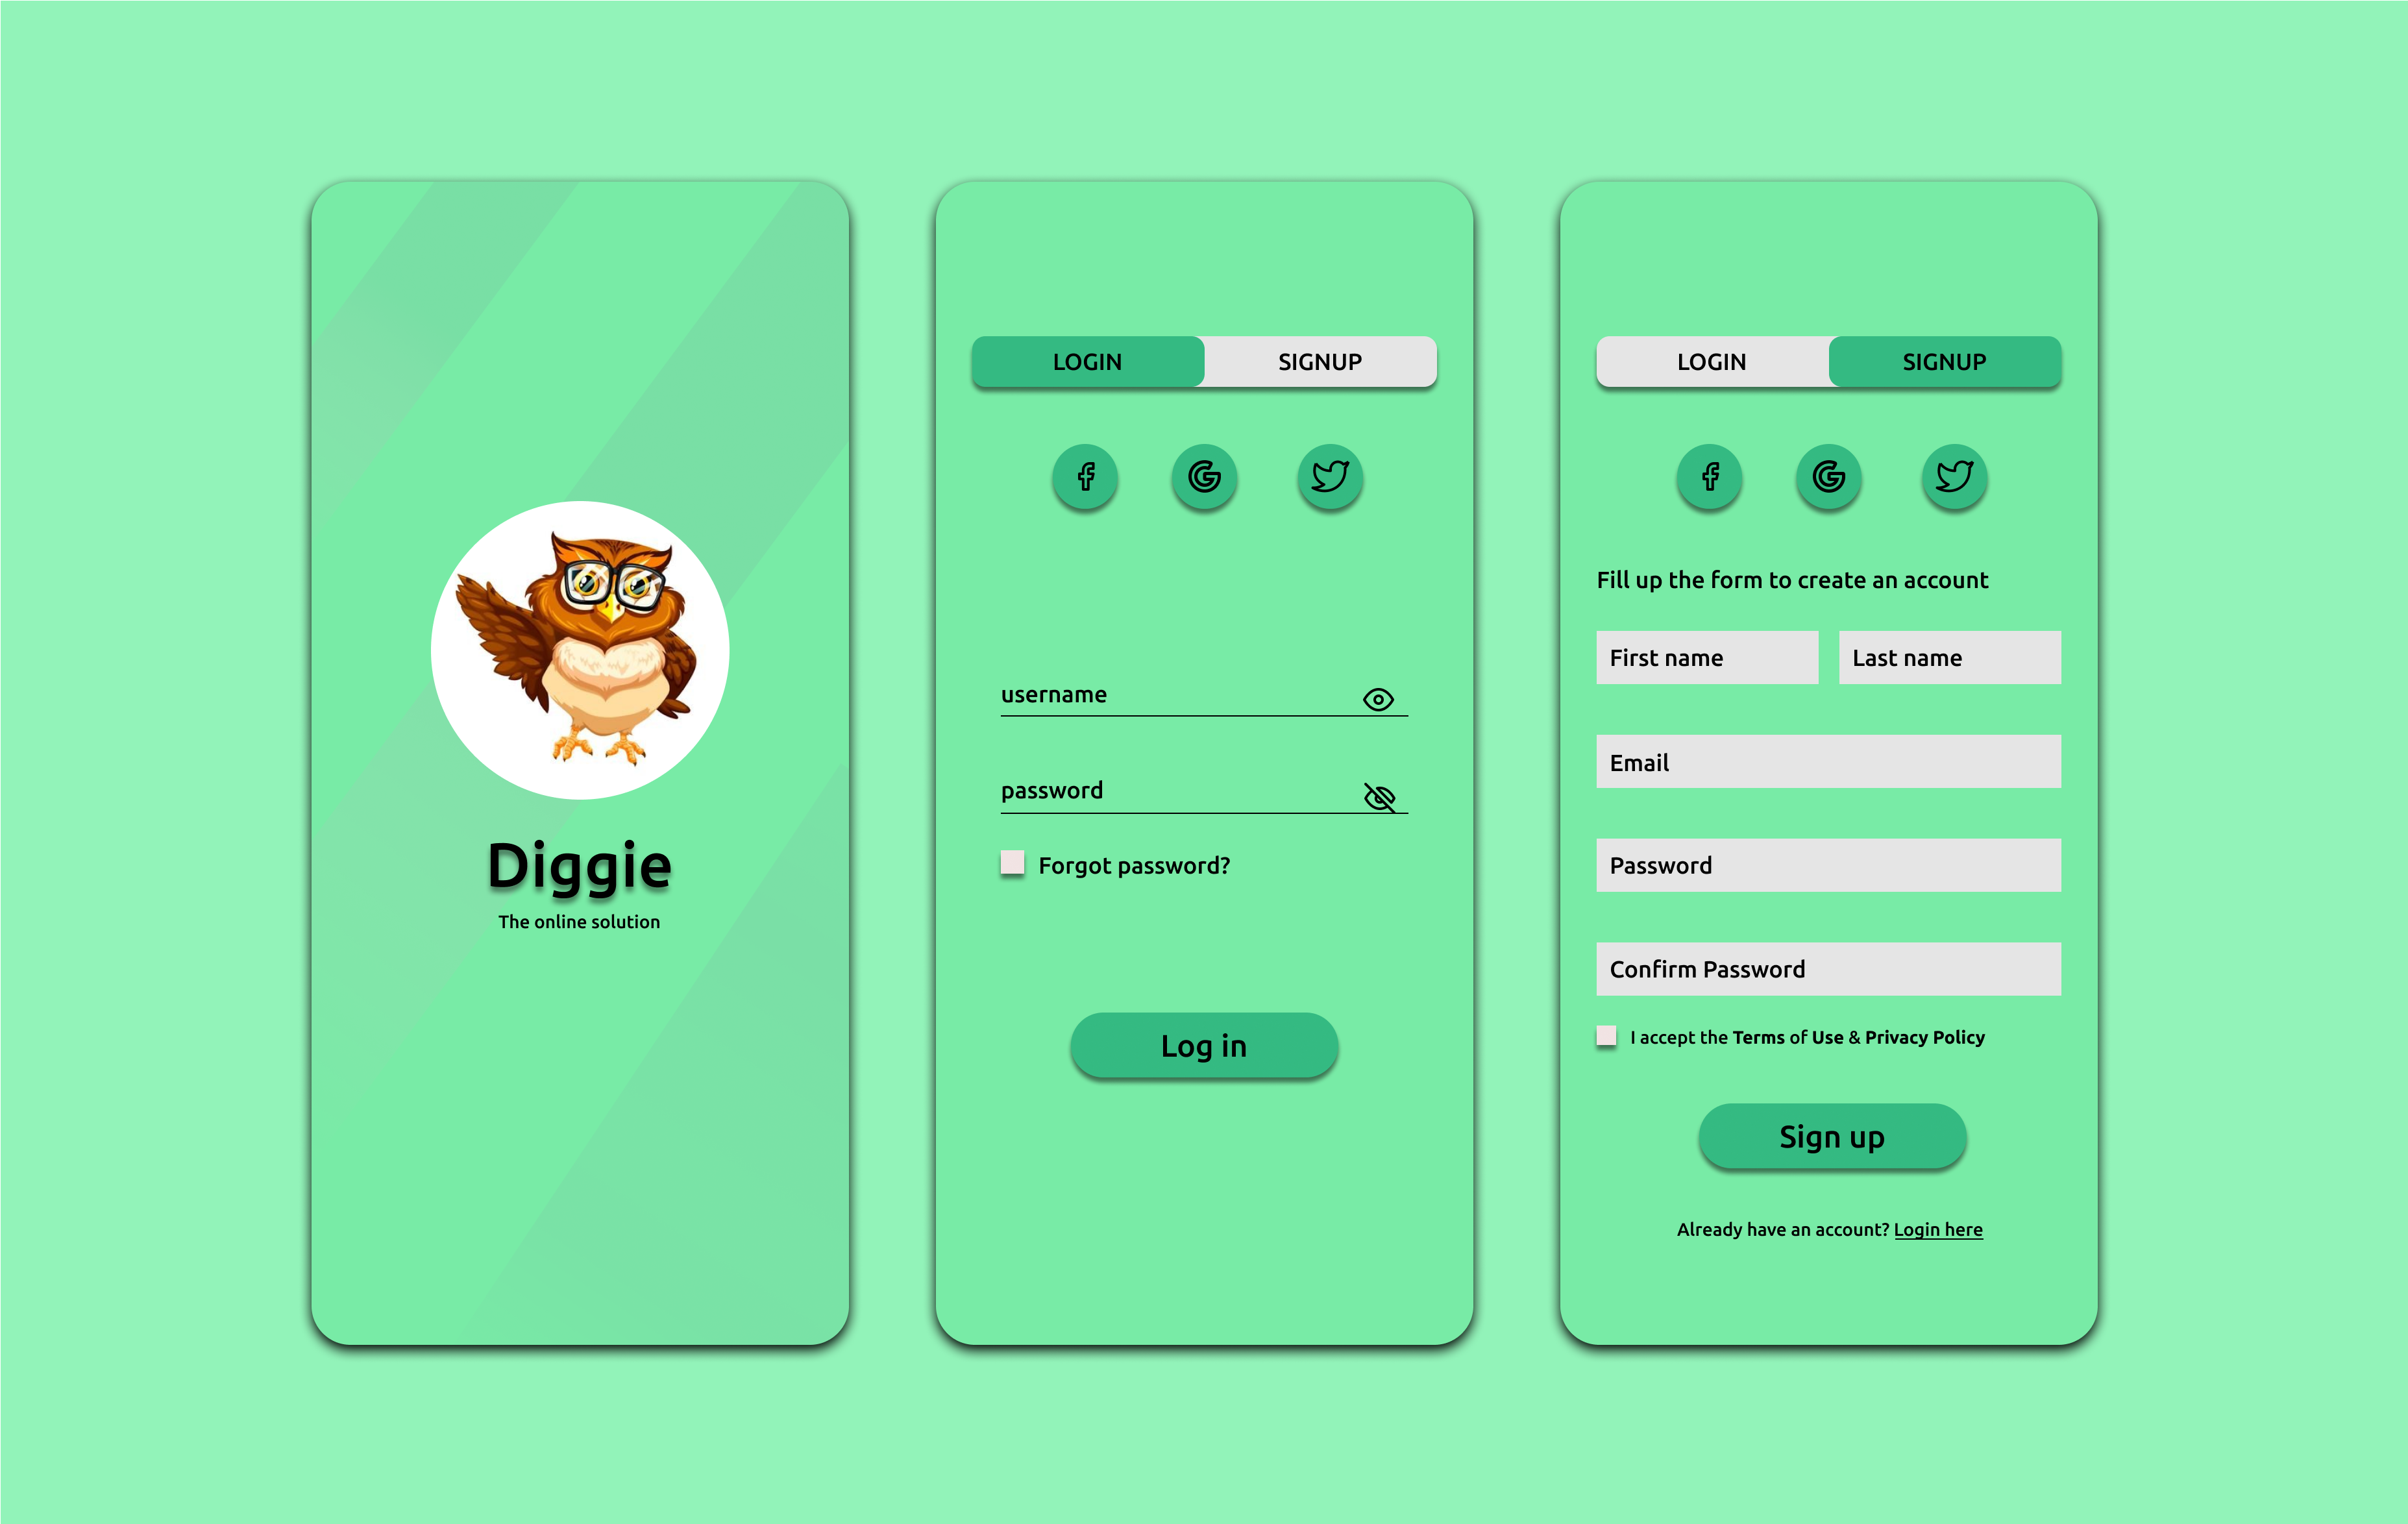 Diggie
The online solution
LOGIN SIGNUP
username
password
Forgot password?
Log in
LOGIN SIGNUP
Fill up the form to create an account
First name Last name
Email
Password
Confirm Password
I accept the Terms of Use & Privacy Policy
Sign up
Already have an account? Login here